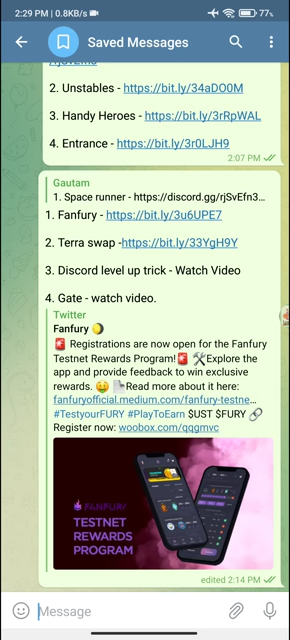 2:29 PM | 0.8KB/s
77%
Saved Messages
2. Unstables - https://bit.ly/34aDO0M
3. Handy Heroes - https://bit.ly/3rRpWAL
4. Entrance - https://bit.ly/3r0LJH9
2:07 PM
Gautam
1. Space runner - https://discord.gg/rjSvEfn3...
1. Fanfury - https://bit.ly/3u6UPE7
2. Terra swap -https://bit.ly/33YgH9Y
3. Discord level up trick - Watch Video
4. Gate - watch video.
Twitter
Fanfury
Registrations are now open for the Fanfury
Testnet Rewards Program! Explore the
app and provide feedback to win exclusive
rewards. Read more about it here:
fanfuryofficial.medium.com/fanfury-testne...
#TestyourFURY #PlayToEarn $UST $FURY
Register now: woobox.com/qqgmvc
FANFURY
TESTNET
REWARDS
PROGRAM
edited 2:14 PM
Message